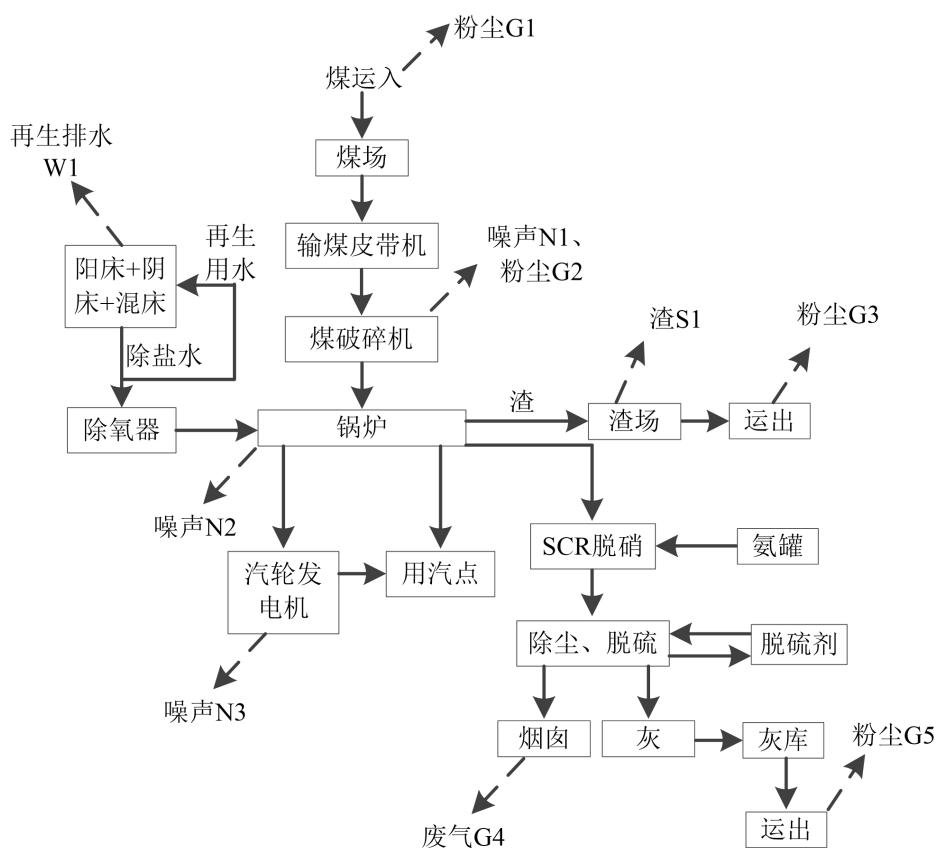 粉尘G1
煤运入
再生排水
W1
煤场
再生
用水
输煤皮带机
噪声N1、
粉尘G2
阳床+阴
床+混床
煤破碎机
渣S1
粉尘G3
除盐水
渣
除氧器
锅炉
渣场
运出
噪声N2
SCR脱硝
氨罐
汽轮发
电机
用汽点
除尘、脱硫
脱硫剂
噪声N3
烟囱
灰
灰库
粉尘G5
废气G4
运出